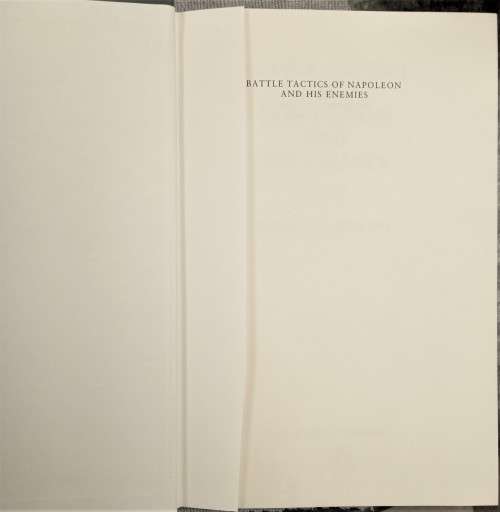 BATTLE TACTICS OF NAPOLEON
AND HIS ENEMIES